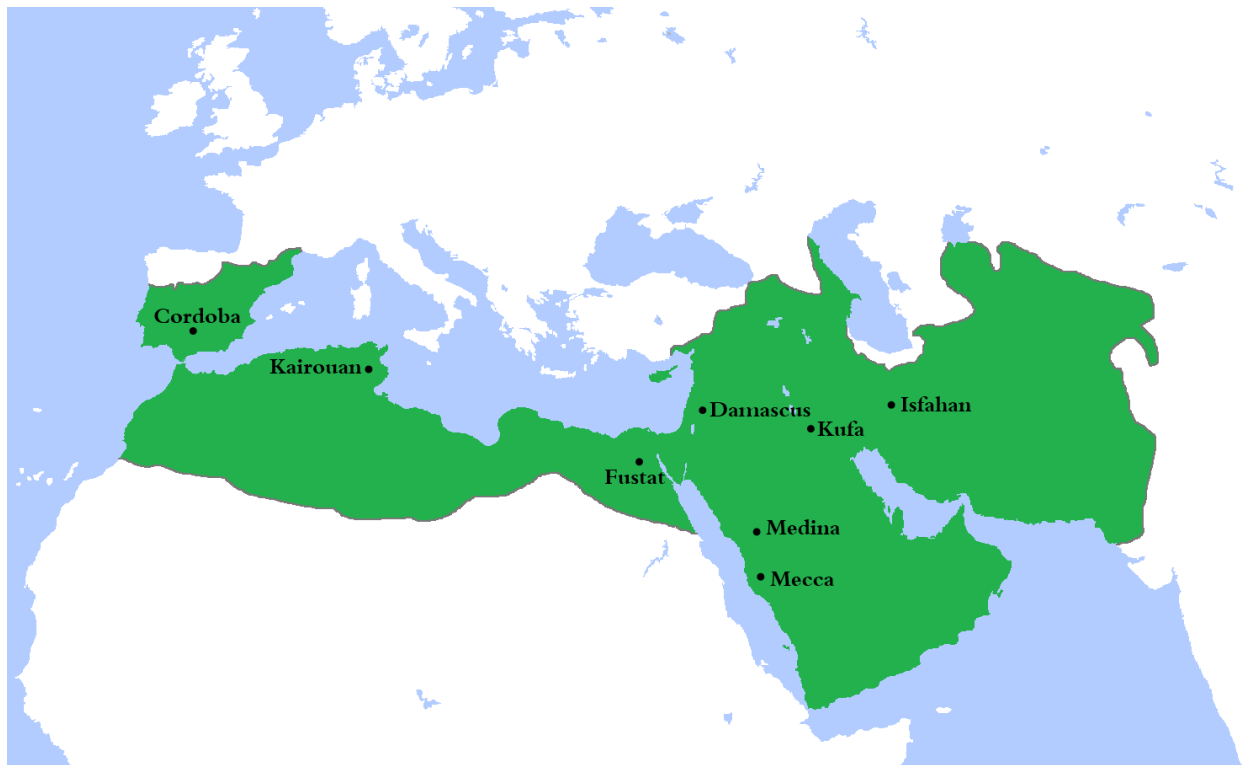 Cordoba
Kairouan
Damascus
Isfahan
Kufa
Fustat
Medina
Mecca